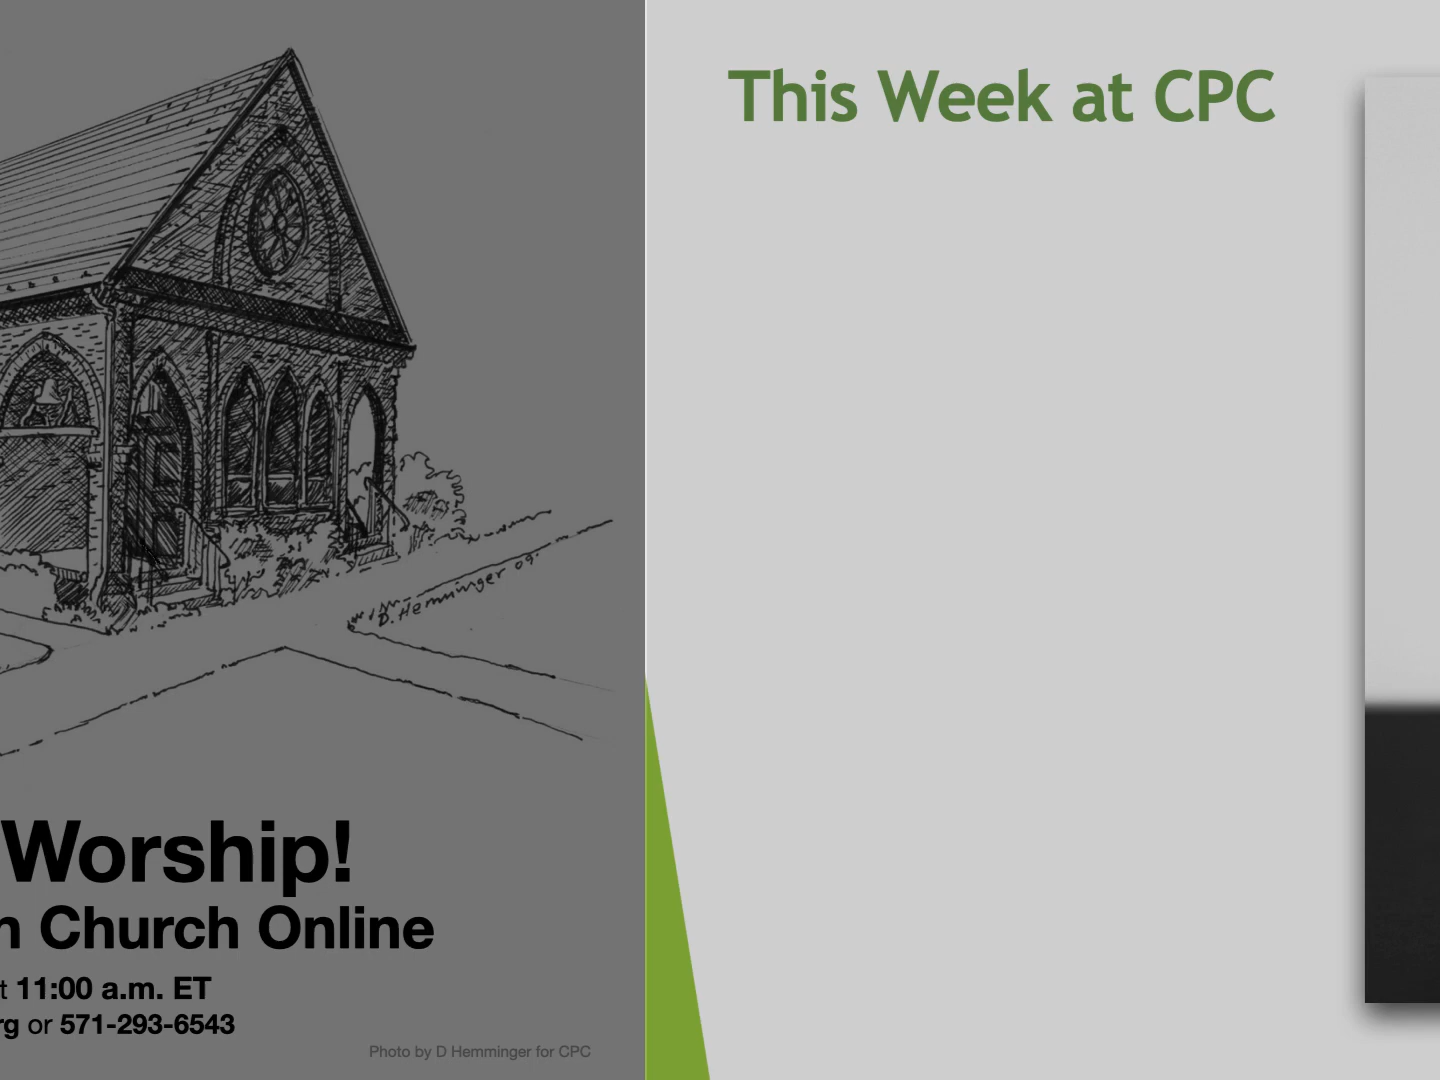 D. Hemminger 09.
Worship!
n Church Online
t 11:00 a.m. ET
rg or 571-293-6543
Photo by D Hemminger for CPC
This Week at CPC